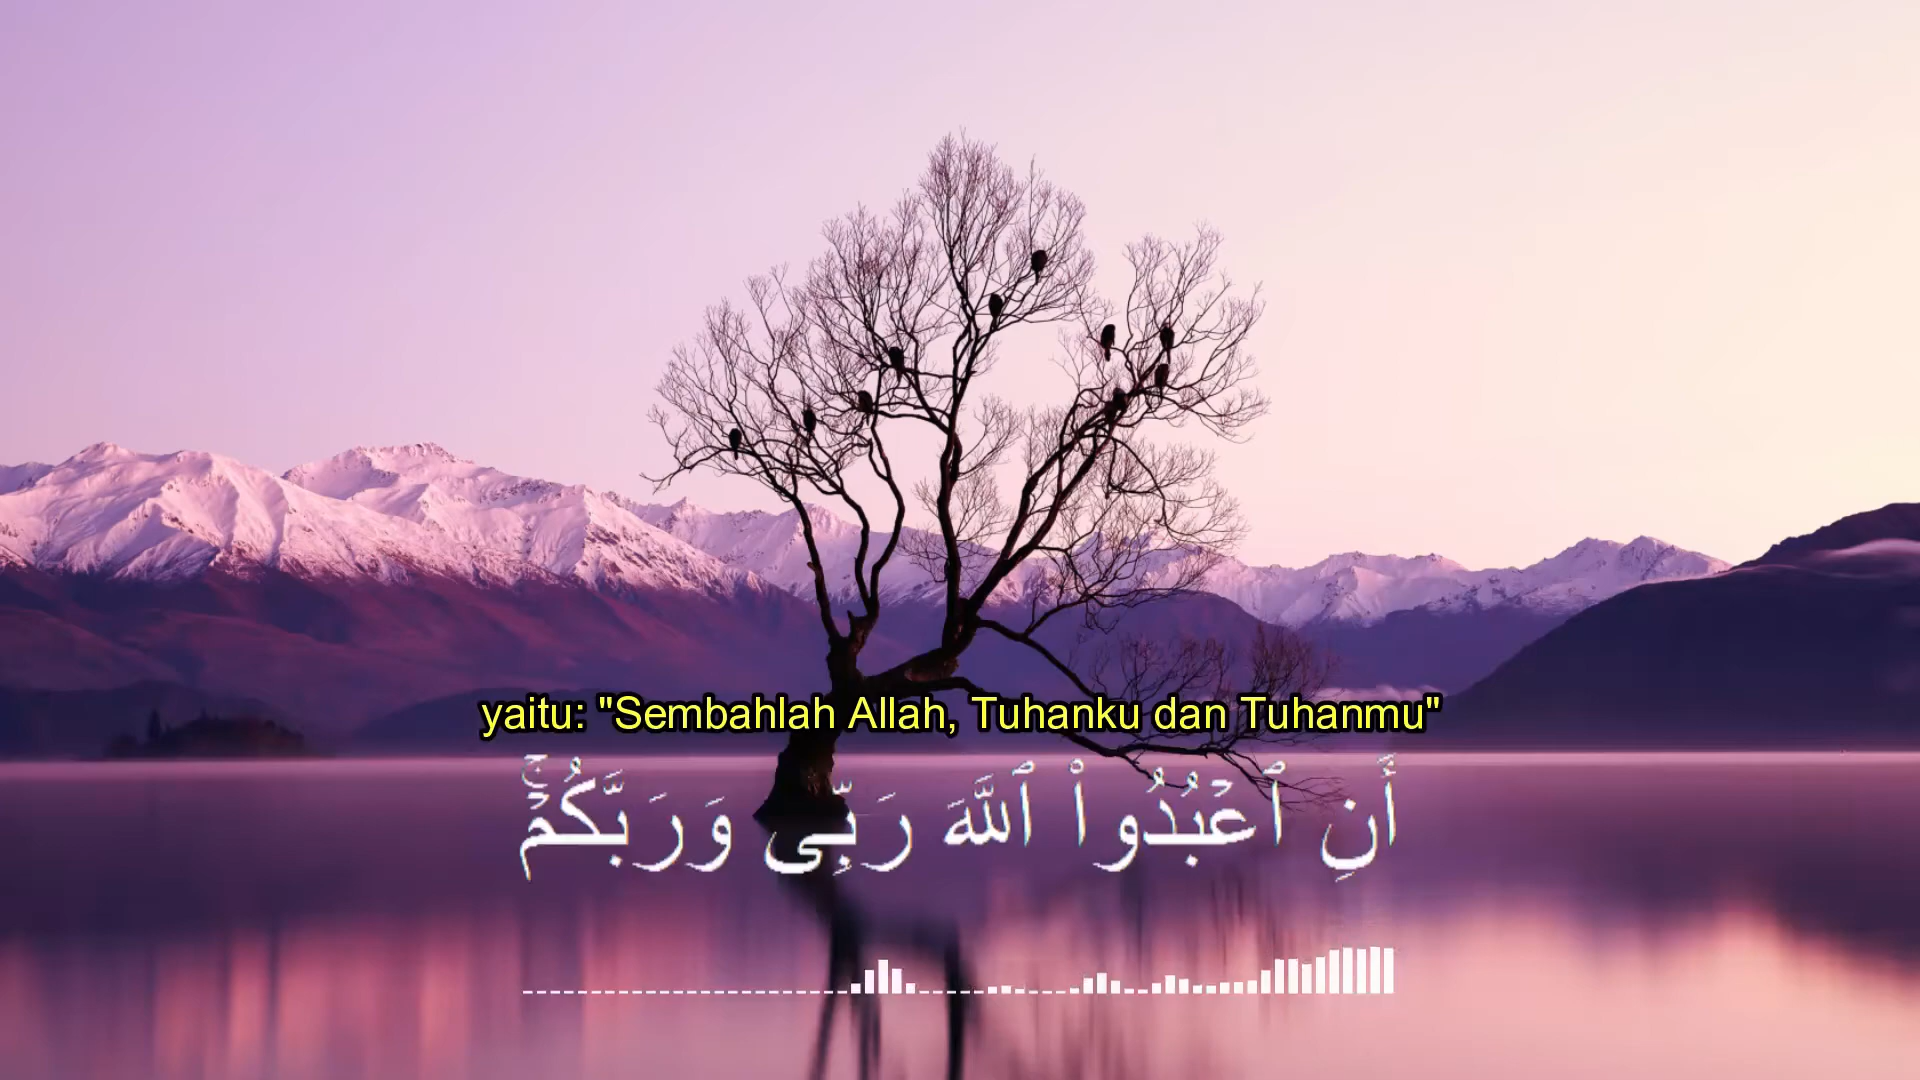 yaitu: "Sembahlah Allah, Tuhanku dan Tuhanmu"
أَنِ ٱعْبُدُوا۟ ٱللَّهَ رَبِّى وَرَبَّكُمْ ۚ